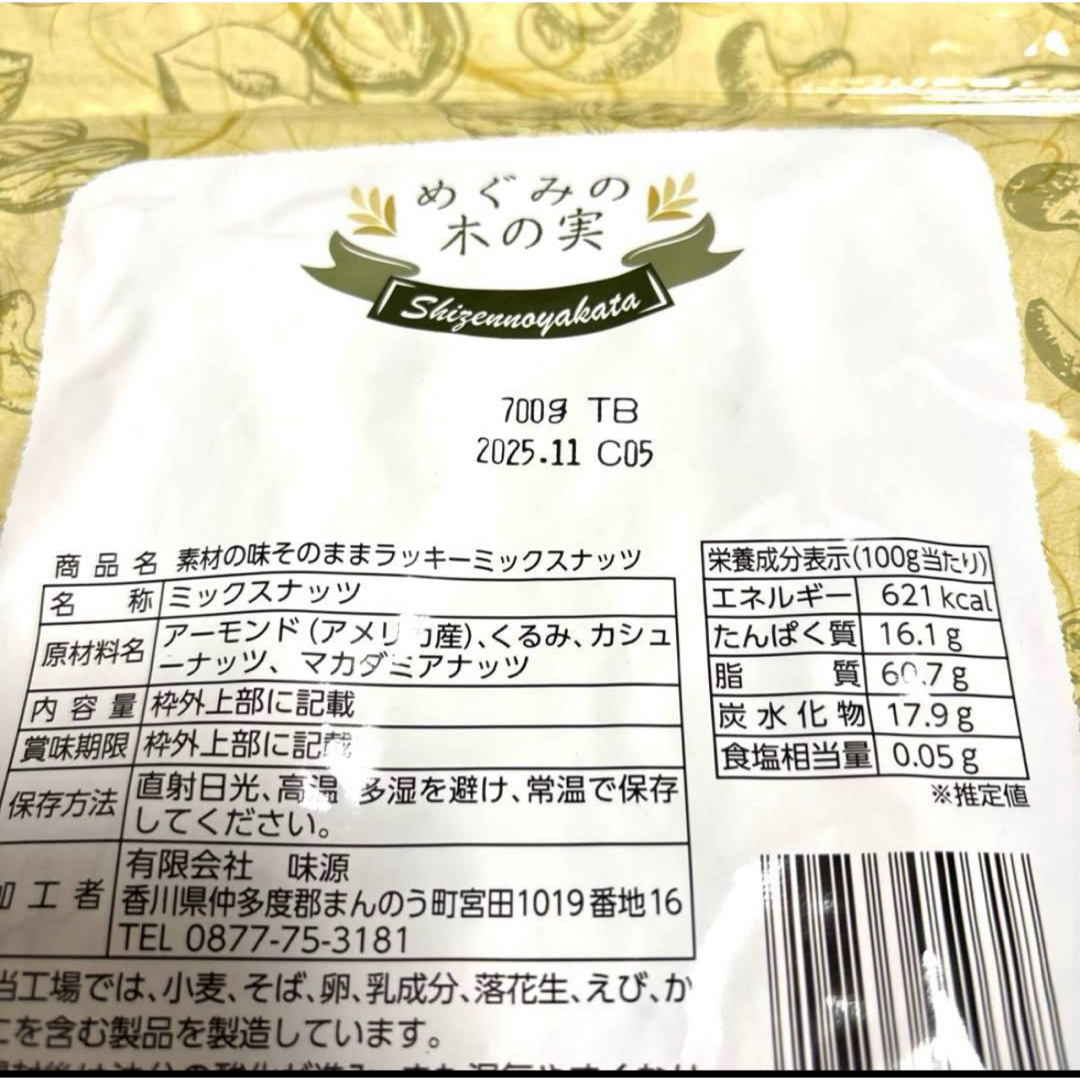 めぐみの
木の実
Shizennoyakata
700g TB
2025.11 C05
商品名 素材の味そのままラッキーミックスナッツ
名称 ミックスナッツ
原材料名 アーモンド(アメリカ産)、くるみ、カシュ
ーナッツ、マカダミアナッツ
内容量 枠外上部に記載
賞味期限 枠外上部に記載
保存方法 直射日光、高温 多湿を避け、常温で保存
してください。
加工者 有限会社 味源
香川県仲多度郡まんのう町宮田1019番地16
TEL 0877-75-3181
当工場では、小麦、そば、卵、乳成分、落花生、えび、か
にを含む製品を製造しています。
栄養成分表示(100g当たり)
エネルギー 621 kcal
たんぱく質 16.1 g
脂質 60.7 g
炭水化物 17.9 g
食塩相当量 0.05 g
※推定値